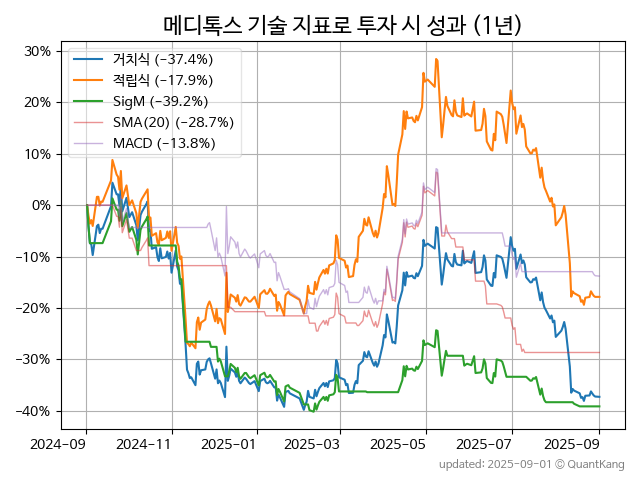 메디톡스 기술 지표로 투자 시 성과 (1년)
거치식 (−37.4%)
적립식 (−17.9%)
SigM (−39.2%)
SMA(20) (−28.7%)
MACD (−13.8%)
30%
20%
10%
0%
−10%
−20%
−30%
−40%
2024-09 2024-11 2025-01 2025-03 2025-05 2025-07 2025-09
updated: 2025-09-01 © QuantKang